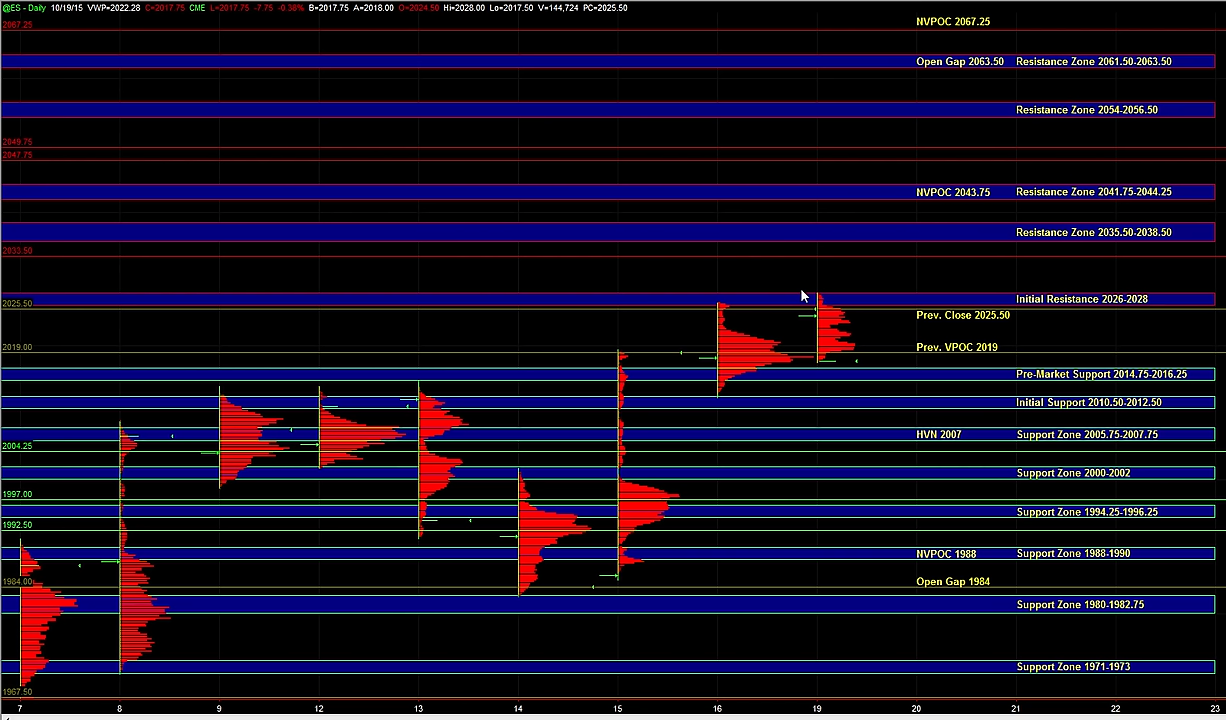 @ES - Daily 10/19/15 VWP=2022.28 C=2017.75 CME L=2017.75 -7.75 -0.38% B=2017.75 A=2018.00 O=2024.50 Hi=2028.00 Lo=2017.50 V=144,724 PC=2025.50
2067.25 NVPOC 2067.25
Open Gap 2063.50 Resistance Zone 2061.50-2063.50
Resistance Zone 2054-2056.50
2049.75
2047.75
NVPOC 2043.75 Resistance Zone 2041.75-2044.25
Resistance Zone 2035.50-2038.50
2033.50
Initial Resistance 2026-2028
2025.50
Prev. Close 2025.50
2019.00 Prev. VPOC 2019
Pre-Market Support 2014.75-2016.25
Initial Support 2010.50-2012.50
HVN 2007 Support Zone 2005.75-2007.75
2004.25
Support Zone 2000-2002
1997.00
Support Zone 1994.25-1996.25
1992.50
NVPOC 1988 Support Zone 1988-1990
1984.00 Open Gap 1984
Support Zone 1980-1982.75
Support Zone 1971-1973
1967.50
7 8 9 12 13 14 15 16 19 20 21 22 23